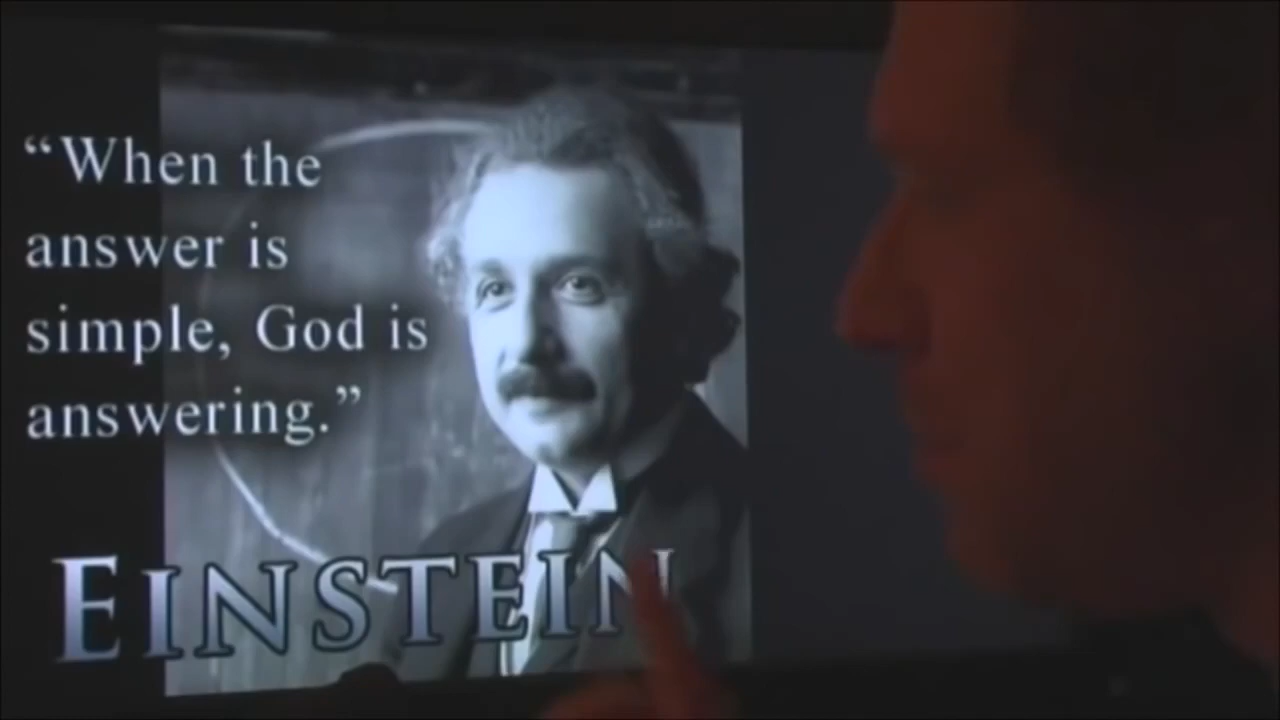 “When the
answer is
simple, God is
answering.”
EINSTEIN